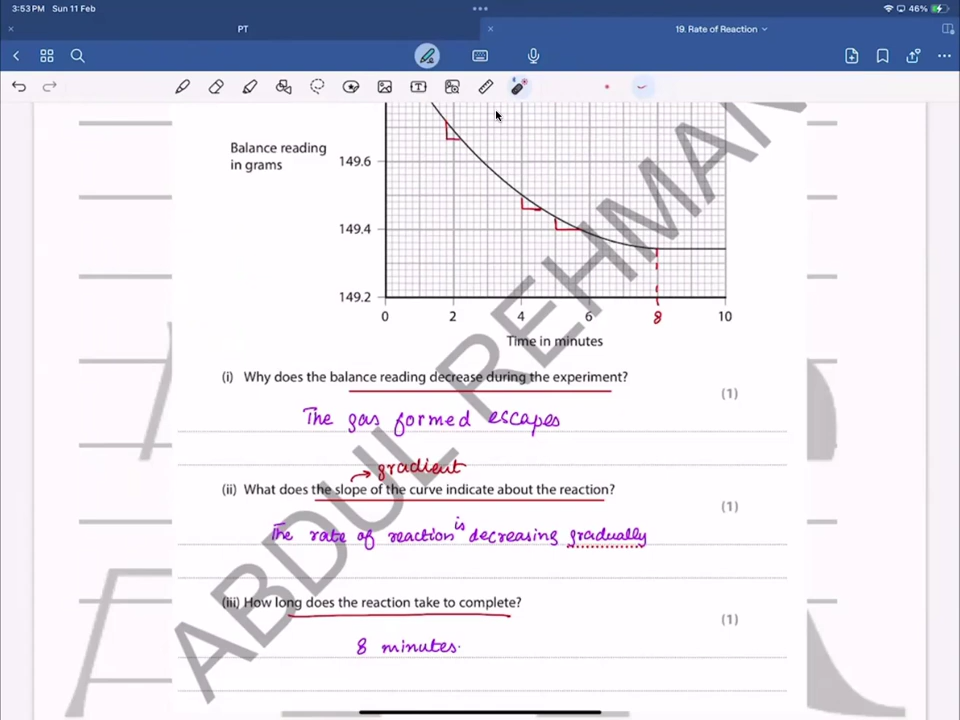 3:53 PM Sun 11 Feb
46%
PT
19. Rate of Reaction
Balance reading
in grams
149.6
149.4
149.2
0 2 4 6 8 10
Time in minutes
(i) Why does the balance reading decrease during the experiment?
(1)
The gas formed escapes
gradient
(ii) What does the slope of the curve indicate about the reaction?
(1)
The rate of reaction is decreasing gradually
(iii) How long does the reaction take to complete?
(1)
8 minutes.
ABDUL REHMAN